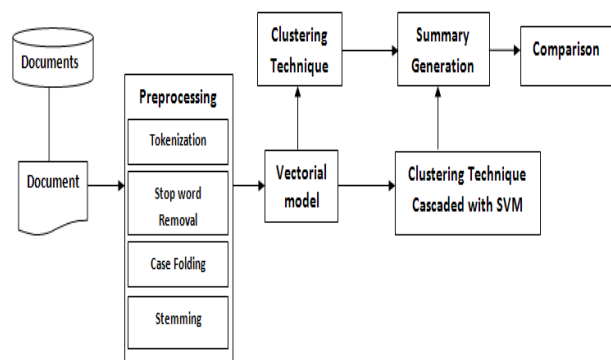 Documents
Document
Preprocessing
Tokenization
Stop word
Removal
Case Folding
Stemming
Vectorial
model
Clustering
Technique
Clustering Technique
Cascaded with SVM
Summary
Generation
Comparison